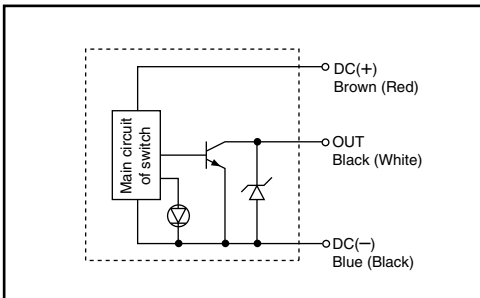 DC(+)
Brown (Red)
Main circuit
of switch
OUT
Black (White)
DC(−)
Blue (Black)